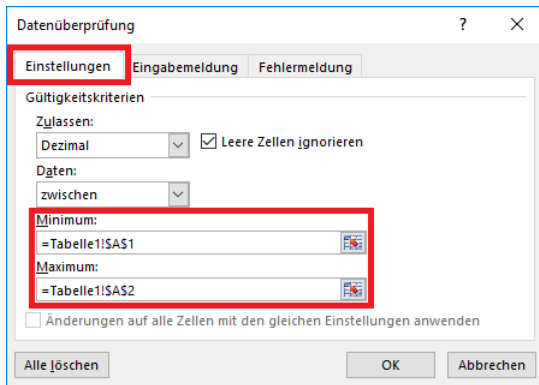 Datenüberprüfung ?
Einstellungen Eingabemeldung Fehlermeldung
Gültigkeitskriterien
Zulassen:
Dezimal Leere Zellen ignorieren
Daten:
zwischen
Minimum:
=Tabelle1!$A$1
Maximum:
=Tabelle1!$A$2
Änderungen auf alle Zellen mit den gleichen Einstellungen anwenden
Alle löschen OK Abbrechen